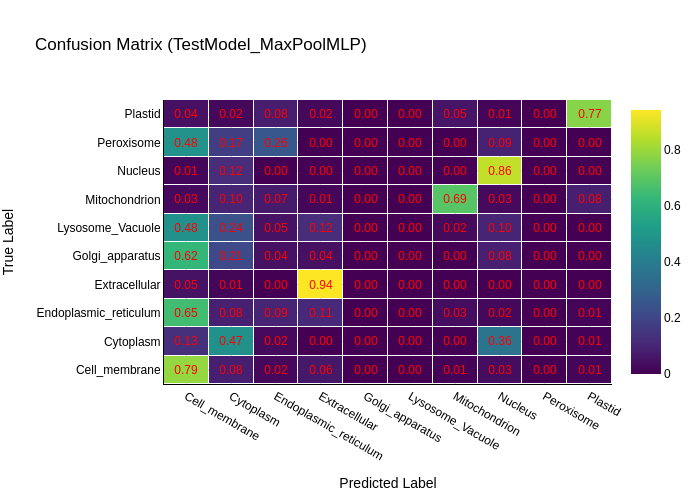 Confusion Matrix (TestModel_MaxPoolMLP)
Plastid 0.04 0.02 0.08 0.02 0.00 0.00 0.05 0.01 0.00 0.77
Peroxisome 0.48 0.17 0.26 0.00 0.00 0.00 0.00 0.09 0.00 0.00
Nucleus 0.01 0.12 0.00 0.00 0.00 0.00 0.00 0.86 0.00 0.00
Mitochondrion 0.03 0.10 0.07 0.01 0.00 0.00 0.69 0.03 0.00 0.08
Lysosome_Vacuole 0.48 0.24 0.05 0.12 0.00 0.00 0.02 0.10 0.00 0.00
Golgi_apparatus 0.62 0.21 0.04 0.04 0.00 0.00 0.00 0.08 0.00 0.00
Extracellular 0.05 0.01 0.00 0.94 0.00 0.00 0.00 0.00 0.00 0.00
Endoplasmic_reticulum 0.65 0.08 0.09 0.11 0.00 0.00 0.03 0.02 0.00 0.01
Cytoplasm 0.13 0.47 0.02 0.00 0.00 0.00 0.00 0.36 0.00 0.01
Cell_membrane 0.79 0.08 0.02 0.06 0.00 0.00 0.01 0.03 0.00 0.01
Cell_membrane Cytoplasm Endoplasmic_reticulum Extracellular Golgi_apparatus Lysosome_Vacuole Mitochondrion Nucleus Peroxisome Plastid
Predicted Label
True Label
0.8
0.6
0.4
0.2
0